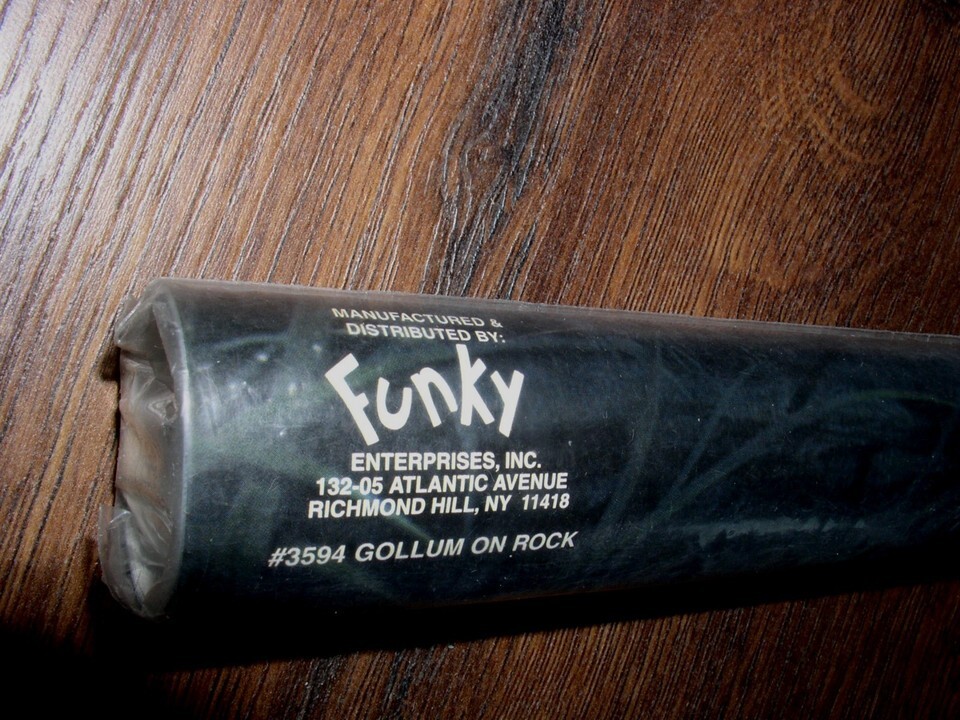 MANUFACTURED &
DISTRIBUTED BY:
Funky
ENTERPRISES, INC.
132-05 ATLANTIC AVENUE
RICHMOND HILL, NY 11418
#3594 GOLLUM ON ROCK